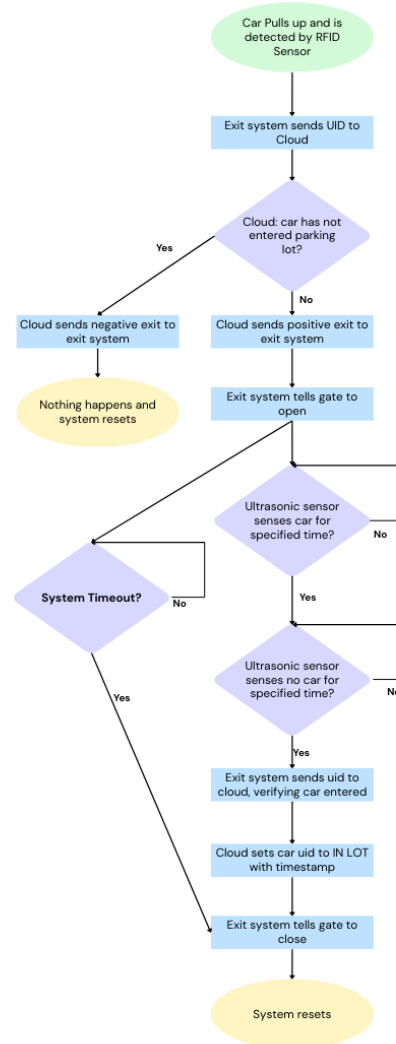 Car Pulls up and is
detected by RFID
Sensor
Exit system sends UID to
Cloud
Cloud: car has not
entered parking
lot?
Yes
No
Cloud sends negative exit to
exit system
Cloud sends positive exit to
exit system
Nothing happens and
system resets
Exit system tells gate to
open
Ultrasonic sensor
senses car for
specified time?
No
System Timeout?
No
Yes
Ultrasonic sensor
senses no car for
specified time?
No
Yes
Yes
Exit system sends uid to
cloud, verifying car entered
Cloud sets car uid to IN LOT
with timestamp
Exit system tells gate to
close
System resets